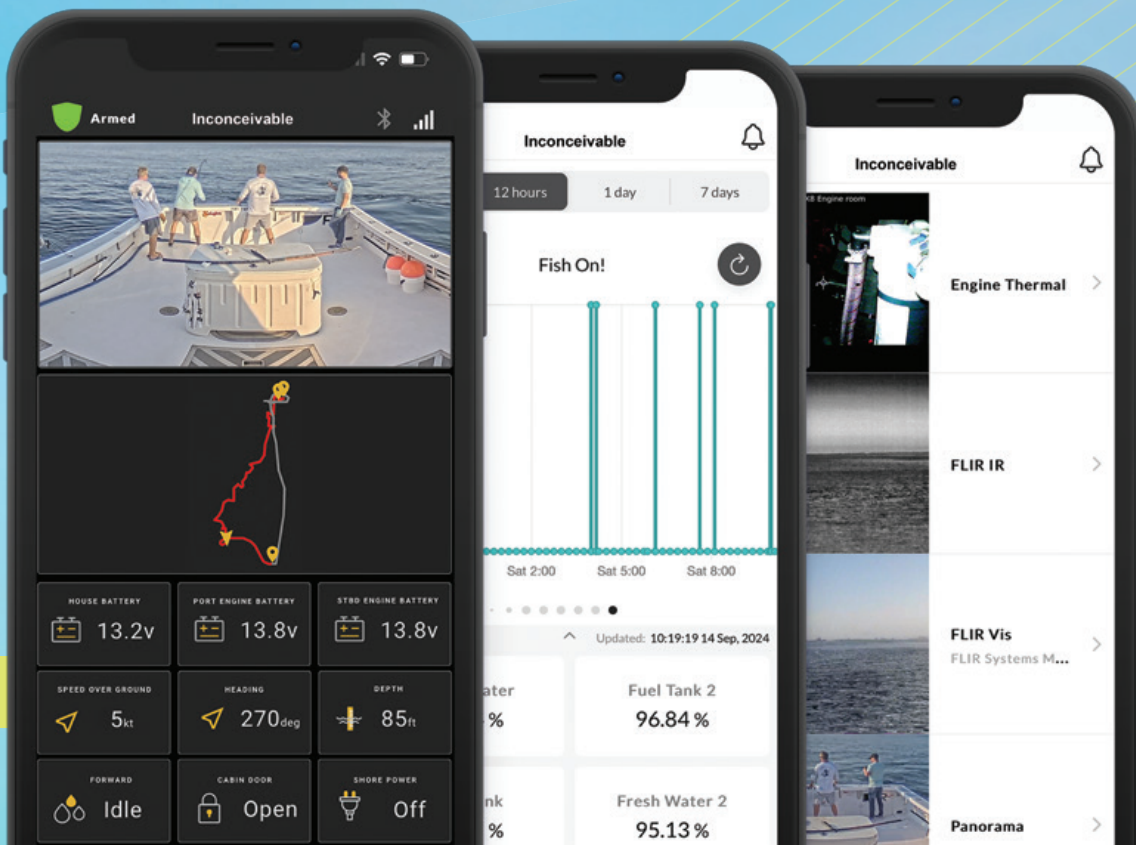 Armed
Inconceivable
HOUSE BATTERY
13.2v
PORT ENGINE BATTERY
13.8v
STBD ENGINE BATTERY
13.8v
SPEED OVER GROUND
5kt
HEADING
270deg
DEPTH
85ft
FORWARD
Idle
CABIN DOOR
Open
SHORE POWER
Off
Inconceivable
12 hours
1 day
7 days
Fish On!
Sat 2:00
Sat 5:00
Sat 8:00
Updated: 10:19:19 14 Sep, 2024
ater
%
Fuel Tank 2
96.84 %
nk
%
Fresh Water 2
95.13 %
Inconceivable
Engine room
Engine Thermal
FLIR IR
FLIR Vis
FLIR Systems M...
Panorama